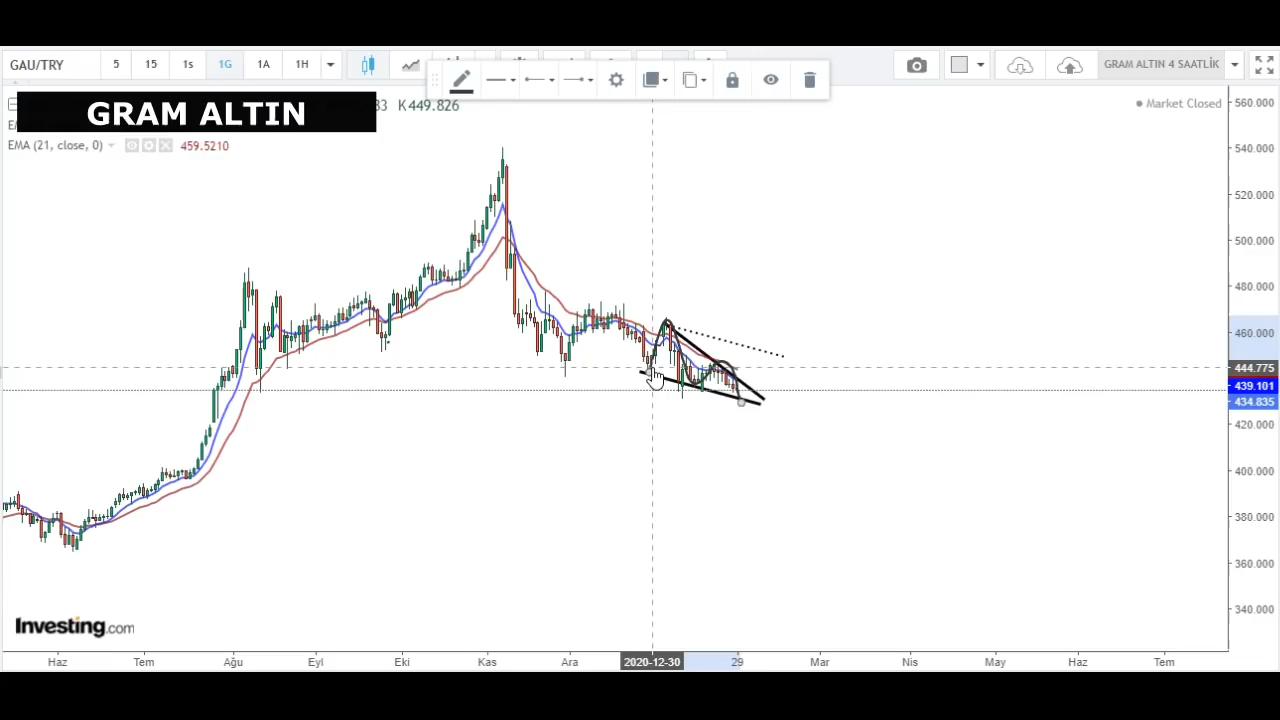 GAU/TRY 5 15 1s 1G 1A 1H GRAM ALTIN 4 SAATLİK
GRAM ALTIN
83 K449.826
Market Closed
EMA (21, close, 0) 459.5210
560.000
540.000
520.000
500.000
480.000
460.000
444.775
439.101
434.835
420.000
400.000
380.000
360.000
340.000
Investing.com
Haz Tem Ağu Eyl Eki Kas Ara 2020-12-30 29 Mar Nis May Haz Tem